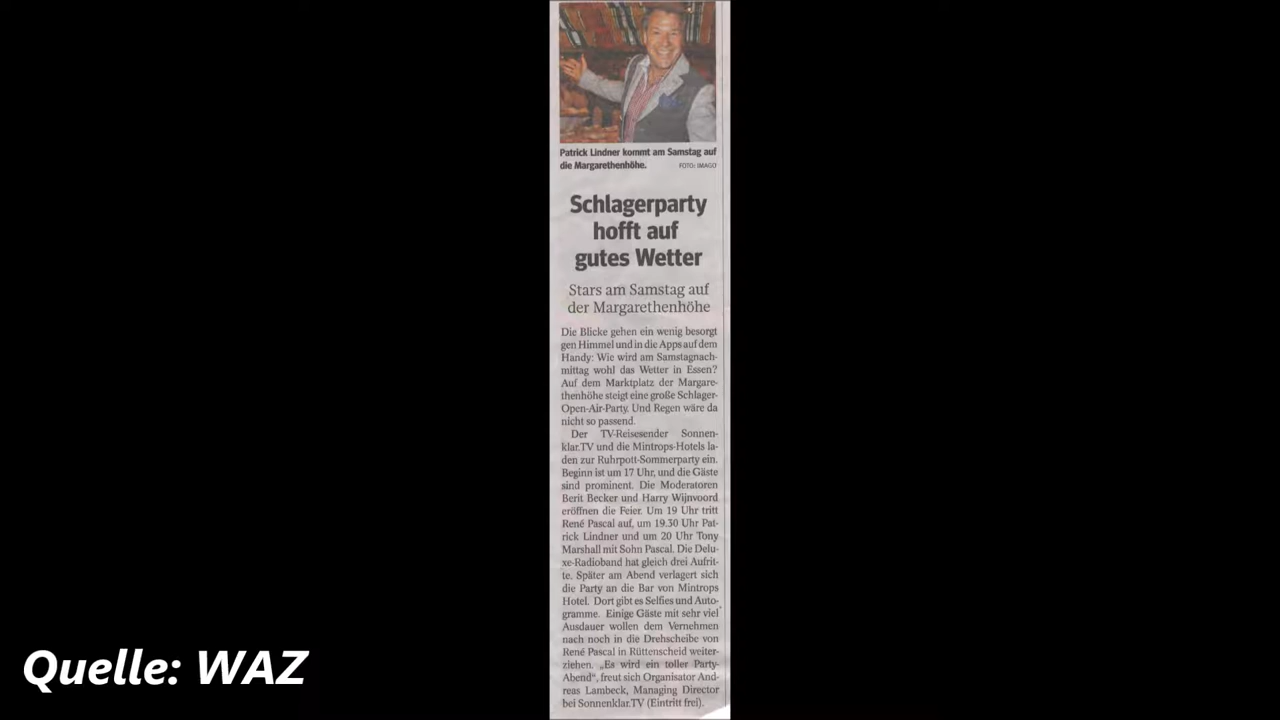 Patrick Lindner kommt am Samstag auf
die Margarethenhöhe. FOTO: IMAGO
Schlagerparty
hofft auf
gutes Wetter
Stars am Samstag auf
der Margarethenhöhe
Die Blicke gehen ein wenig besorgt
gen Himmel und in die Apps auf dem
Handy: Wie wird am Samstagnach-
mittag wohl das Wetter in Essen?
Auf dem Marktplatz der Margare-
thenhöhe steigt eine große Schlager-
Open-Air-Party. Und Regen wäre da
nicht so passend.
Der TV-Reisesender Sonnen-
klar.TV und die Mintrops-Hotels la-
den zur Ruhrpott-Sommerparty ein.
Beginn ist um 17 Uhr, und die Gäste
sind prominent. Die Moderatoren
Berit Becker und Harry Wijnvoord
eröffnen die Feier. Um 19 Uhr tritt
René Pascal auf, um 19.30 Uhr Pat-
rick Lindner und um 20 Uhr Tony
Marshall mit Sohn Pascal. Die Delu-
xe-Radioband hat gleich drei Aufrit-
te. Später am Abend verlagert sich
die Party an die Bar von Mintrops
Hotel. Dort gibt es Selfies und Auto-
gramme. Einige Gäste mit sehr viel
Ausdauer wollen dem Vernehmen
nach noch in die Drehscheibe von
René Pascal in Rüttenscheid weiter-
ziehen. „Es wird ein toller Party-
Abend“, freut sich Organisator And-
reas Lambeck, Managing Director
bei Sonnenklar.TV (Eintritt frei).
Quelle: WAZ